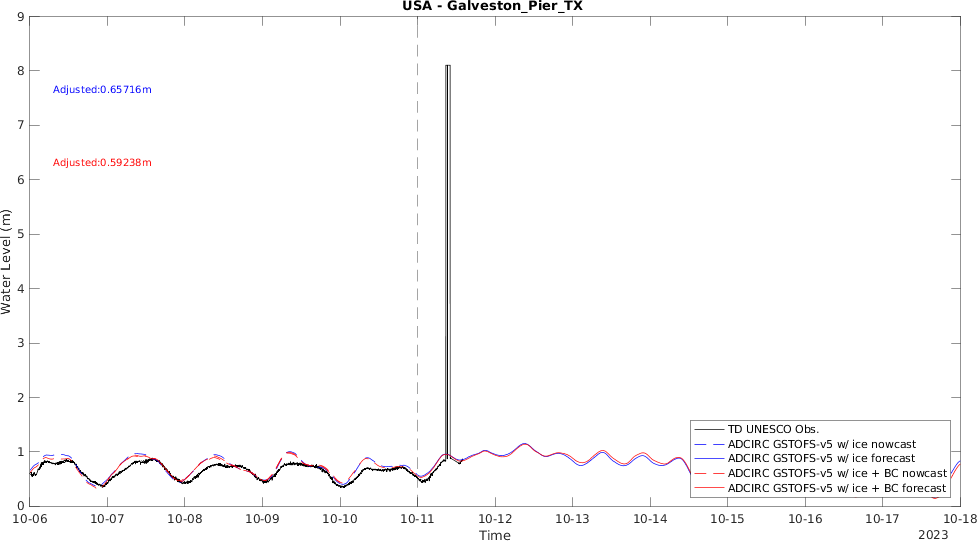 USA - Galveston_Pier_TX
9
8
7
6
5
4
3
2
1
0
Water Level (m)
Adjusted:0.65716m
Adjusted:0.59238m
TD UNESCO Obs.
ADCIRC GSTOFS-v5 w/ ice nowcast
ADCIRC GSTOFS-v5 w/ ice forecast
ADCIRC GSTOFS-v5 w/ ice + BC nowcast
ADCIRC GSTOFS-v5 w/ ice + BC forecast
10-06 10-07 10-08 10-09 10-10 10-11 10-12 10-13 10-14 10-15 10-16 10-17 10-18
Time
2023